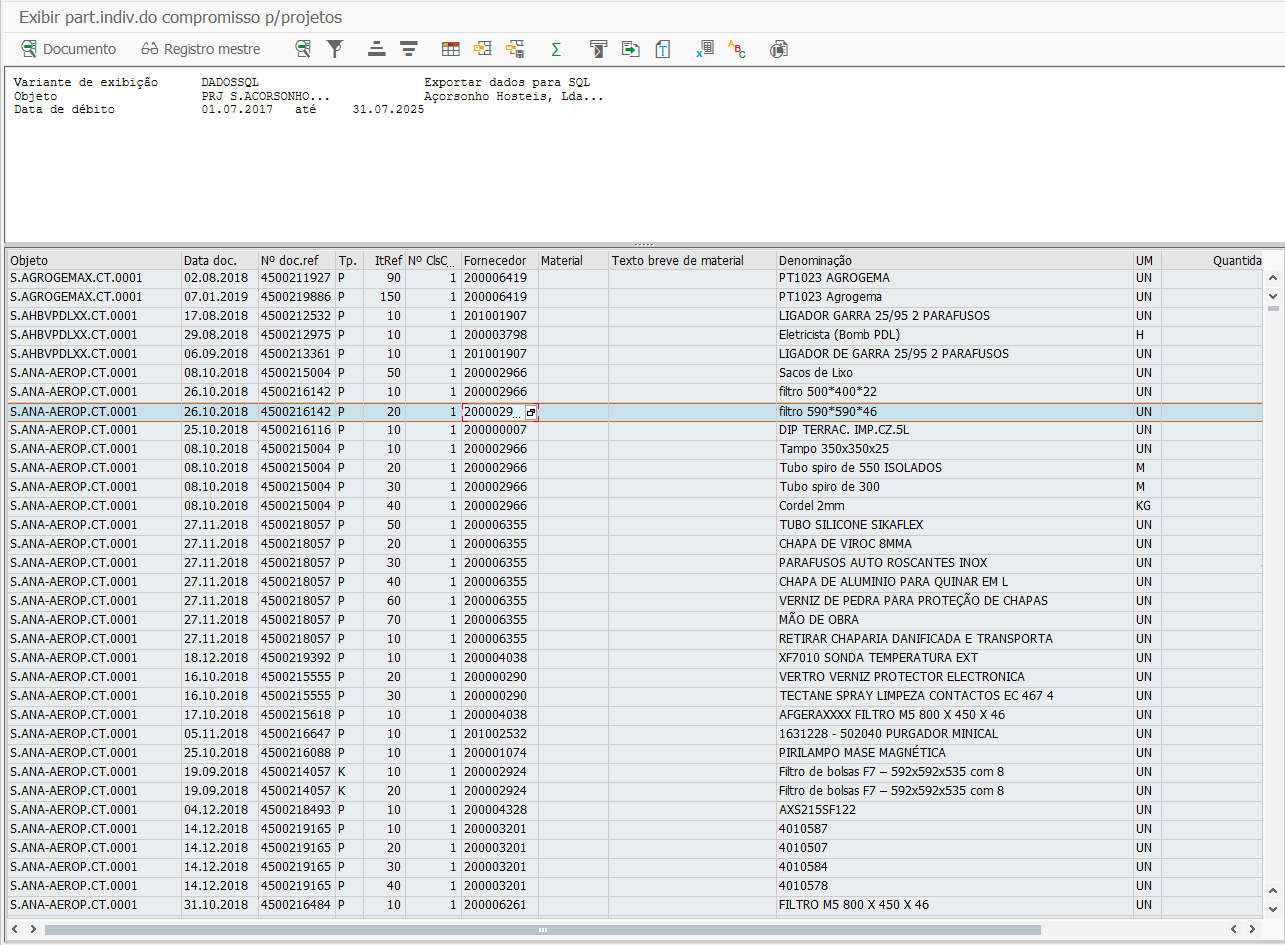 Exibir part.indiv.do compromisso p/projetos
Documento Registro mestre
Variante de exibição DADOSSQL Exportar dados para SQL
Objeto PRJ S.ACORSONHO... Açorsonho Hosteis, Lda...
Data de débito 01.07.2017 até 31.07.2025
Objeto Data doc. Nº doc.ref Tp. ItRef Nº ClsC... Fornecedor Material Texto breve de material Denominação UM Quantida
S.AGROGEMAX.CT.0001 02.08.2018 4500211927 P 90 1 200006419 PT1023 AGROGEMA UN
S.AGROGEMAX.CT.0001 07.01.2019 4500219886 P 150 1 200006419 PT1023 Agrogema UN
S.AHBVPDLXX.CT.0001 17.08.2018 4500212532 P 10 1 201001907 LIGADOR GARRA 25/95 2 PARAFUSOS UN
S.AHBVPDLXX.CT.0001 29.08.2018 4500212975 P 10 1 200003798 Eletricista (Bomb PDL) H
S.AHBVPDLXX.CT.0001 06.09.2018 4500213361 P 10 1 201001907 LIGADOR DE GARRA 25/95 2 PARAFUSOS UN
S.ANA-AEROP.CT.0001 08.10.2018 4500215004 P 50 1 200002966 Sacos de Lixo UN
S.ANA-AEROP.CT.0001 26.10.2018 4500216142 P 10 1 200002966 filtro 500*400*22 UN
S.ANA-AEROP.CT.0001 26.10.2018 4500216142 P 20 1 2000029... filtro 590*590*46 UN
S.ANA-AEROP.CT.0001 25.10.2018 4500216116 P 10 1 200000007 DIP TERRAC. IMP.CZ.5L UN
S.ANA-AEROP.CT.0001 08.10.2018 4500215004 P 10 1 200002966 Tampo 350x350x25 UN
S.ANA-AEROP.CT.0001 08.10.2018 4500215004 P 20 1 200002966 Tubo spiro de 550 ISOLADOS M
S.ANA-AEROP.CT.0001 08.10.2018 4500215004 P 30 1 200002966 Tubo spiro de 300 M
S.ANA-AEROP.CT.0001 08.10.2018 4500215004 P 40 1 200002966 Cordel 2mm KG
S.ANA-AEROP.CT.0001 27.11.2018 4500218057 P 50 1 200006355 TUBO SILICONE SIKAFLEX UN
S.ANA-AEROP.CT.0001 27.11.2018 4500218057 P 20 1 200006355 CHAPA DE VIROC 8MMA UN
S.ANA-AEROP.CT.0001 27.11.2018 4500218057 P 30 1 200006355 PARAFUSOS AUTO ROSCANTES INOX UN
S.ANA-AEROP.CT.0001 27.11.2018 4500218057 P 40 1 200006355 CHAPA DE ALUMINIO PARA QUINAR EM L UN
S.ANA-AEROP.CT.0001 27.11.2018 4500218057 P 60 1 200006355 VERNIZ DE PEDRA PARA PROTEÇÃO DE CHAPAS UN
S.ANA-AEROP.CT.0001 27.11.2018 4500218057 P 70 1 200006355 MÃO DE OBRA UN
S.ANA-AEROP.CT.0001 27.11.2018 4500218057 P 10 1 200006355 RETIRAR CHAPARIA DANIFICADA E TRANSPORTA UN
S.ANA-AEROP.CT.0001 18.12.2018 4500219392 P 10 1 200004038 XF7010 SONDA TEMPERATURA EXT UN
S.ANA-AEROP.CT.0001 16.10.2018 4500215555 P 20 1 200000290 VERTRO VERNIZ PROTECTOR ELECTRONICA UN
S.ANA-AEROP.CT.0001 16.10.2018 4500215555 P 30 1 200000290 TECTANE SPRAY LIMPEZA CONTACTOS EC 467 4 UN
S.ANA-AEROP.CT.0001 17.10.2018 4500215618 P 10 1 200004038 AFGERAXXXX FILTRO M5 800 X 450 X 46 UN
S.ANA-AEROP.CT.0001 05.11.2018 4500216647 P 10 1 201002532 1631228 - 502040 PURGADOR MINICAL UN
S.ANA-AEROP.CT.0001 25.10.2018 4500216088 P 10 1 200001074 PIRILAMPO MASE MAGNÉTICA UN
S.ANA-AEROP.CT.0001 19.09.2018 4500214057 K 10 1 200002924 Filtro de bolsas F7 – 592x592x535 com 8 UN
S.ANA-AEROP.CT.0001 19.09.2018 4500214057 K 20 1 200002924 Filtro de bolsas F7 – 592x592x535 com 8 UN
S.ANA-AEROP.CT.0001 04.12.2018 4500218493 P 10 1 200004328 AXS215SF122 UN
S.ANA-AEROP.CT.0001 14.12.2018 4500219165 P 10 1 200003201 4010587 UN
S.ANA-AEROP.CT.0001 14.12.2018 4500219165 P 20 1 200003201 4010507 UN
S.ANA-AEROP.CT.0001 14.12.2018 4500219165 P 30 1 200003201 4010584 UN
S.ANA-AEROP.CT.0001 14.12.2018 4500219165 P 40 1 200003201 4010578 UN
S.ANA-AEROP.CT.0001 31.10.2018 4500216484 P 10 1 200006261 FILTRO M5 800 X 450 X 46 UN